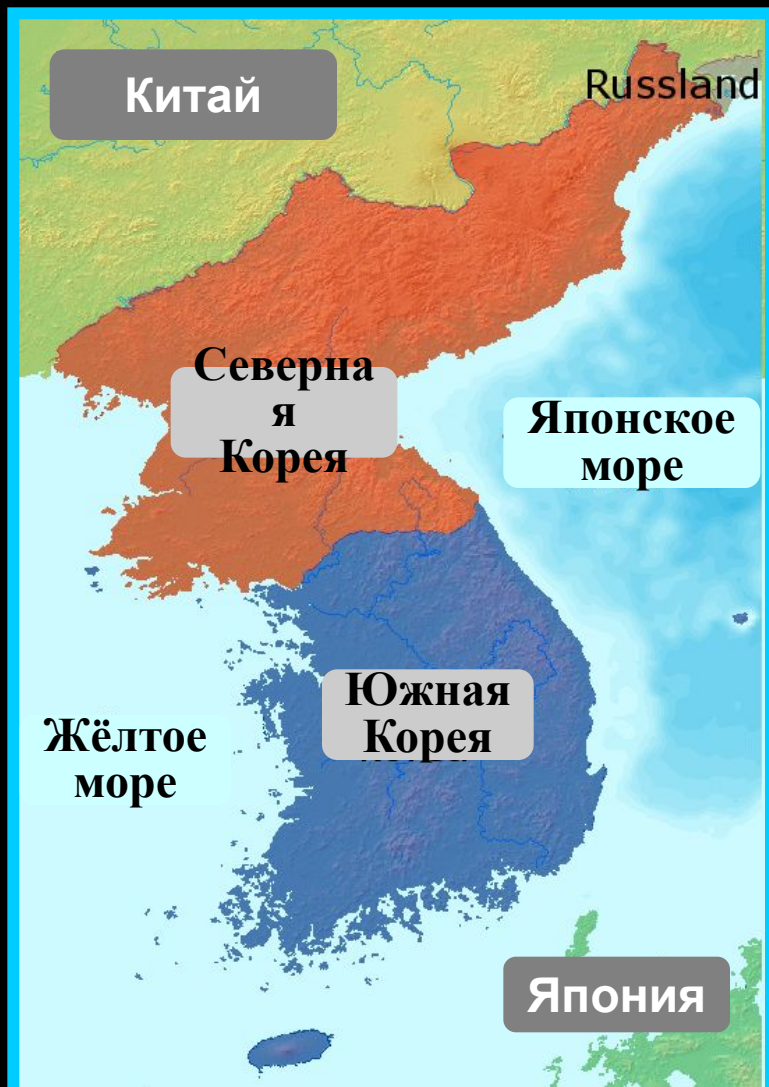 Китай
Russland
Северна
я
Корея
Японское
море
Южная
Корея
Жёлтое
море
Япония